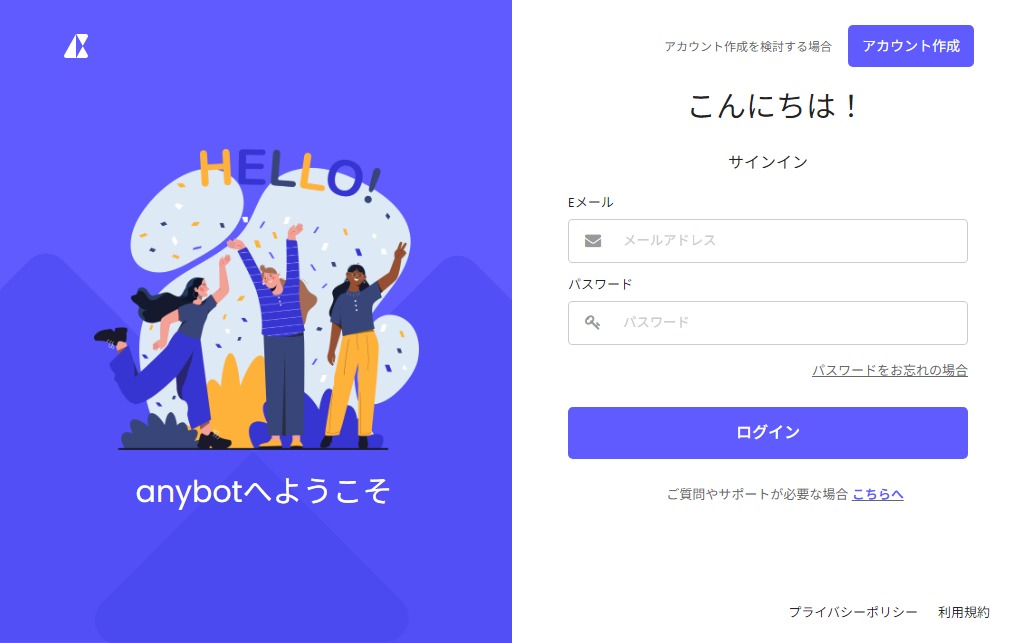 HELLO!
anybotへようこそ
アカウント作成を検討する場合
アカウント作成
こんにちは！
サインイン
Eメール
メールアドレス
パスワード
パスワード
パスワードをお忘れの場合
ログイン
ご質問やサポートが必要な場合 こちらへ
プライバシーポリシー 利用規約